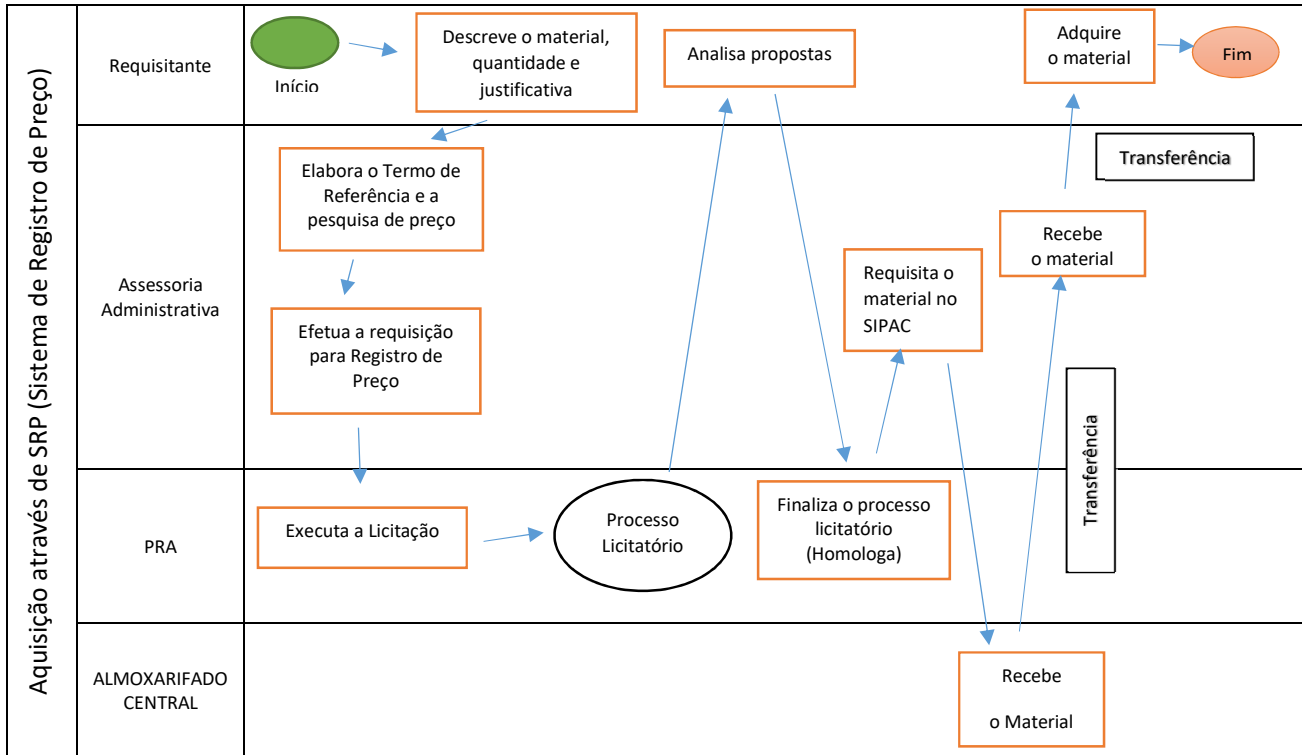 Aquisição através de SRP (Sistema de Registro de Preço)
Requisitante
Início
Descreve o material,
quantidade e
justificativa
Analisa propostas
Adquire
o material
Fim
Assessoria
Administrativa
Elabora o Termo de
Referência e a
pesquisa de preço
Efetua a requisição
para Registro de
Preço
Requisita o
material no
SIPAC
Recebe
o material
Transferência
Transferência
PRA
Executa a Licitação
Processo
Licitatório
Finaliza o processo
licitatório
(Homologa)
ALMOXARIFADO
CENTRAL
Recebe
o Material